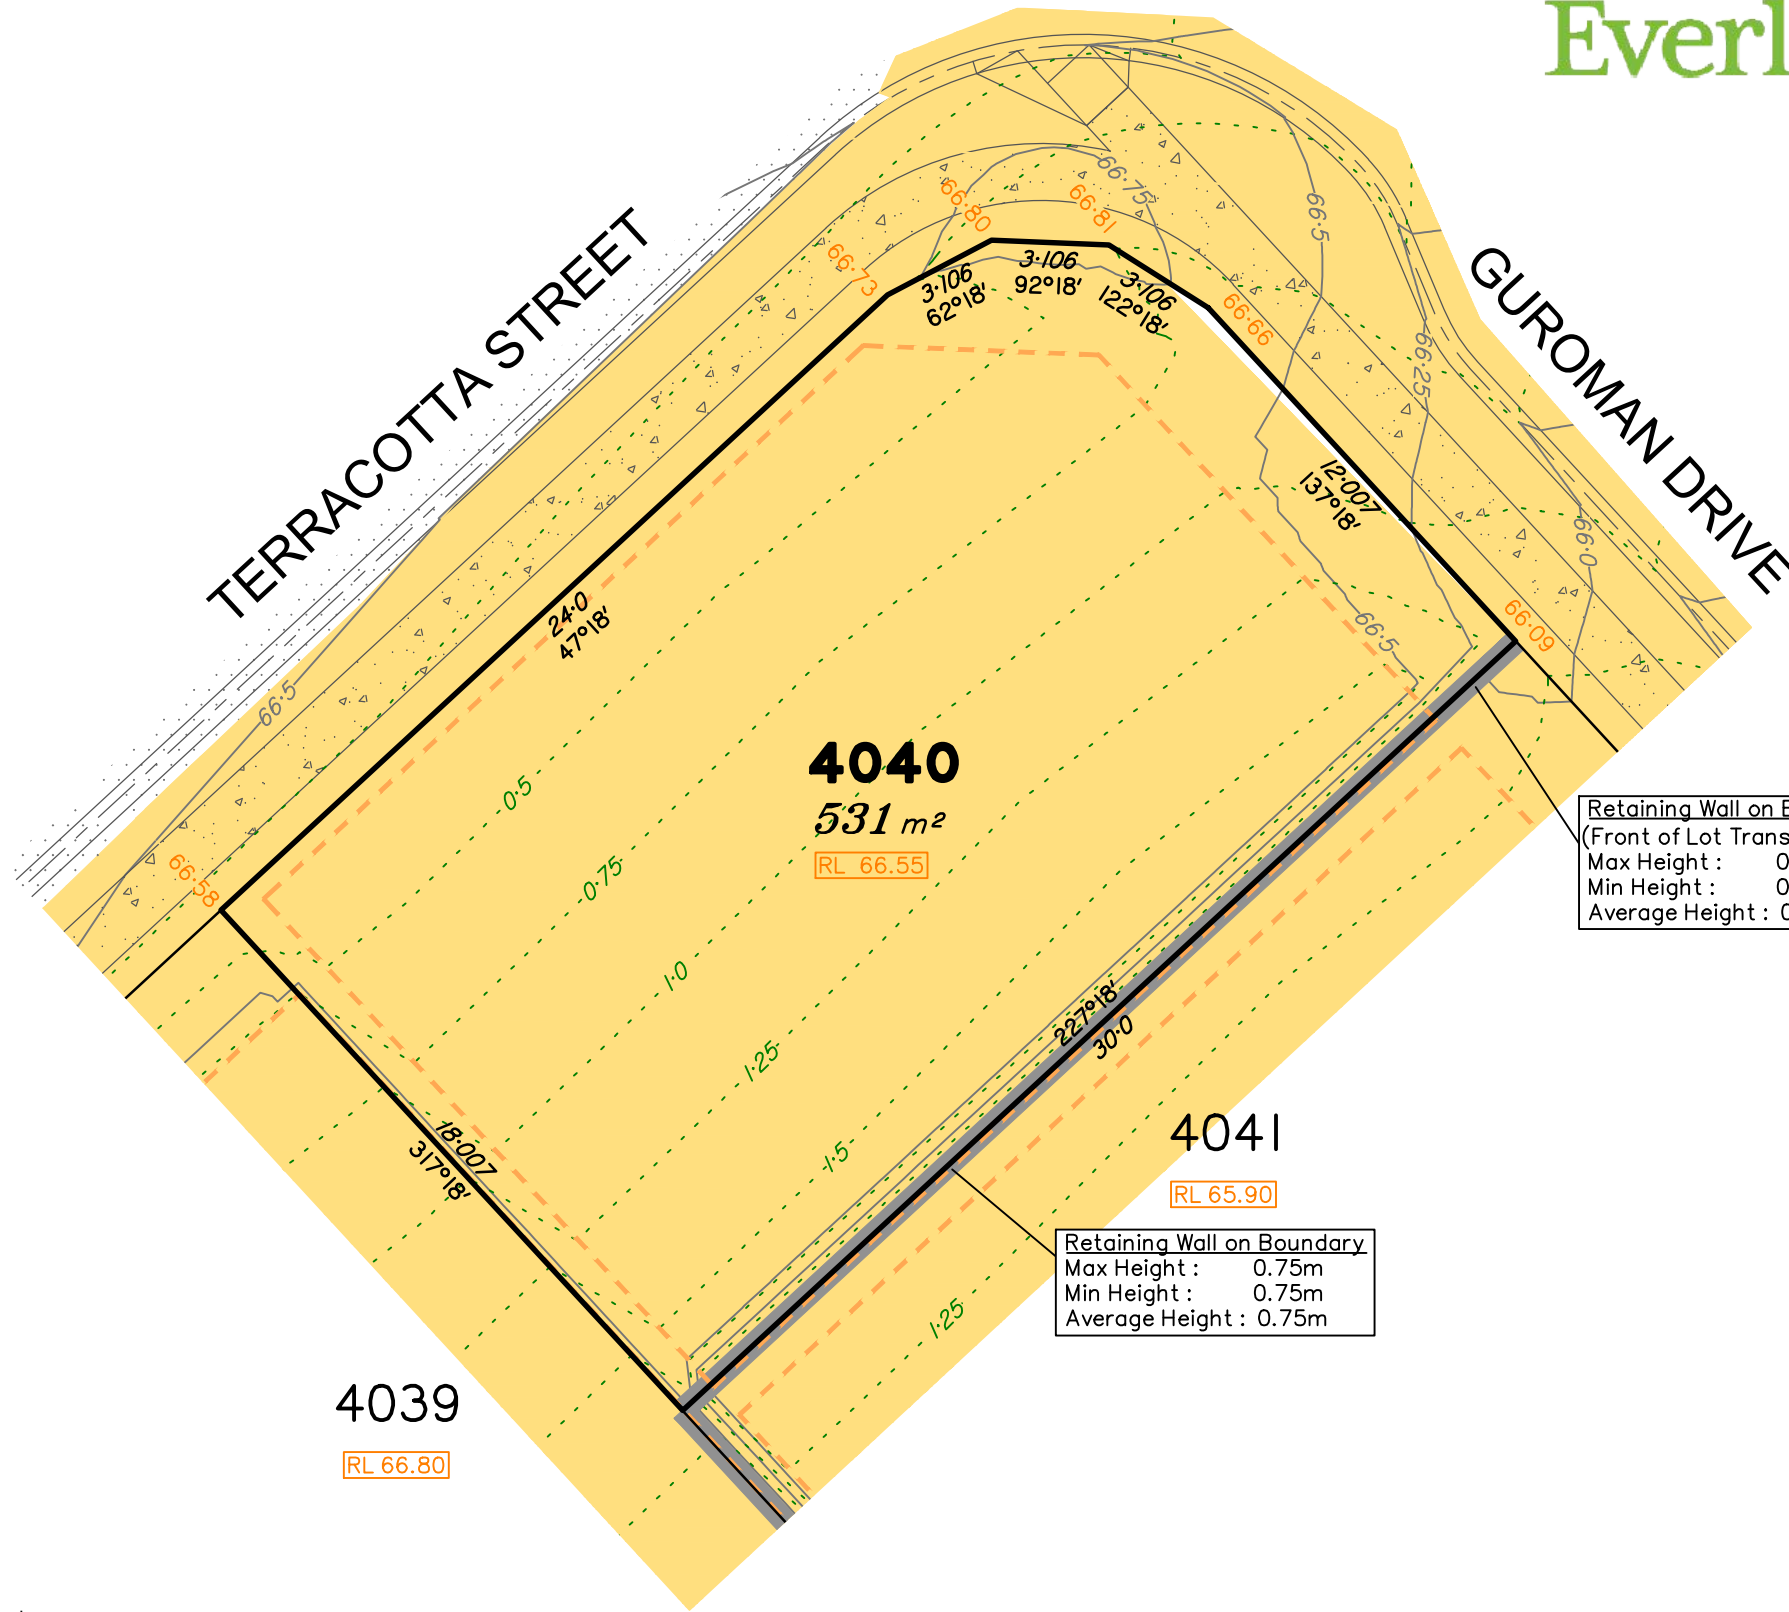 Everl
TERRACOTTA STREET
GUROMAN DRIVE
66·75
66·80
66·81
66·73
66·5
66·25
66·66
3·106
62°18'
3·106
92°18'
3·106
122°18'
12·007
137°18'
66·0
66·09
66·5
24·0
47°18'
66·5
66·58
0·5
0·75
1·0
1·25
1·5
4040
531 m²
RL 66.55
227°18'
30·0
18·007
317°18'
Retaining Wall on B
(Front of Lot Trans
Max Height : 0
Min Height : 0
Average Height : 0
4041
RL 65.90
Retaining Wall on Boundary
Max Height : 0.75m
Min Height : 0.75m
Average Height : 0.75m
1·25
4039
RL 66.80